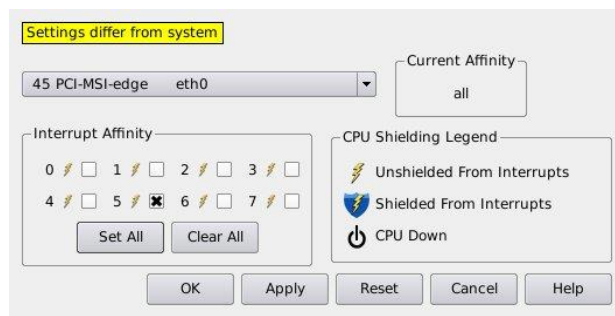 Settings differ from system
45 PCI-MSI-edge eth0
Current Affinity
all
Interrupt Affinity
0 1 2 3
4 5 6 7
Set All Clear All
CPU Shielding Legend
Unshielded From Interrupts
Shielded From Interrupts
CPU Down
OK Apply Reset Cancel Help